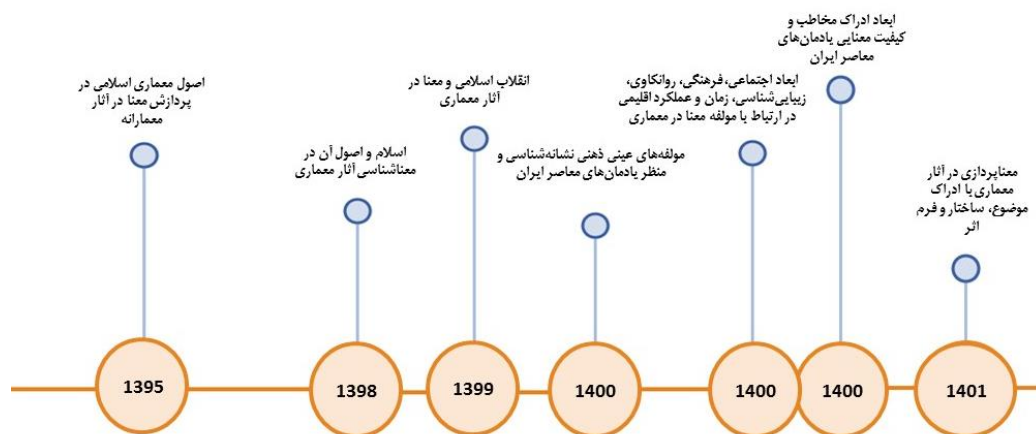 اصول معماری اسلامی در
پردازش معنا در آثار
معمارانه
اسلام و اصول آن در
معناشناسی آثار معماری
انقلاب اسلامی و معنا در
آثار معماری
مولفه‌های عینی ذهنی نشانه‌شناسی و
منظر یادمان‌های معاصر ایران
ابعاد اجتماعی، فرهنگی، روانکاوی،
زیبایی‌شناسی، زمان و عملکرد اقلیمی
در ارتباط با مولفه معنا در معماری
ابعاد ادراک مخاطب و
کیفیت معنایی یادمان‌های
معاصر ایران
معناپردازی در آثار
معماری با ادراک
موضوع، ساختار و فرم
اثر
1395
1398
1399
1400
1400
1400
1401